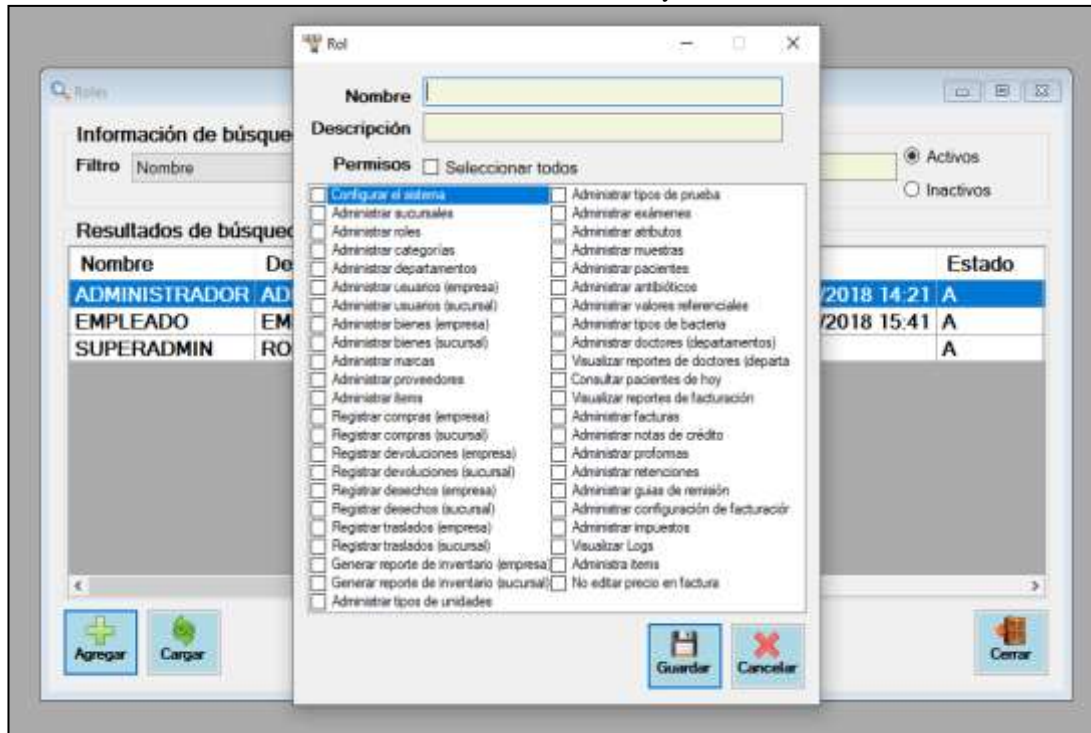 Rol
Nombre
Descripción
Permisos Seleccionar todos
Configurar el sistema
Administrar sucursales
Administrar roles
Administrar categorías
Administrar departamentos
Administrar usuarios (empresa)
Administrar usuarios (sucursal)
Administrar bienes (empresa)
Administrar bienes (sucursal)
Administrar marcas
Administrar proveedores
Administrar ítems
Registrar compras (empresa)
Registrar compras (sucursal)
Registrar devoluciones (empresa)
Registrar devoluciones (sucursal)
Registrar desechos (empresa)
Registrar desechos (sucursal)
Registrar traslados (empresa)
Registrar traslados (sucursal)
Generar reporte de inventario (empresa)
Generar reporte de inventario (sucursal)
Administrar tipos de unidades
Administrar tipos de prueba
Administrar exámenes
Administrar atributos
Administrar muestras
Administrar pacientes
Administrar antibióticos
Administrar valores referenciales
Administrar tipos de bacteria
Administrar doctores (departamentos)
Visualizar reportes de doctores (departa
Consultar pacientes de hoy
Visualizar reportes de facturación
Administrar facturas
Administrar notas de crédito
Administrar proformas
Administrar retenciones
Administrar guias de remisión
Administrar configuración de facturación
Administrar impuestos
Visualizar Logs
Administra ítems
No editar precio en factura
Guardar Cancelar
Roles
Información de búsque
Filtro Nombre
Activos
Inactivos
Resultados de búsqued
Nombre De Estado
ADMINISTRADOR AD /2018 14:21 A
EMPLEADO EM /2018 15:41 A
SUPERADMIN RO A
Agregar Cargar Cerrar